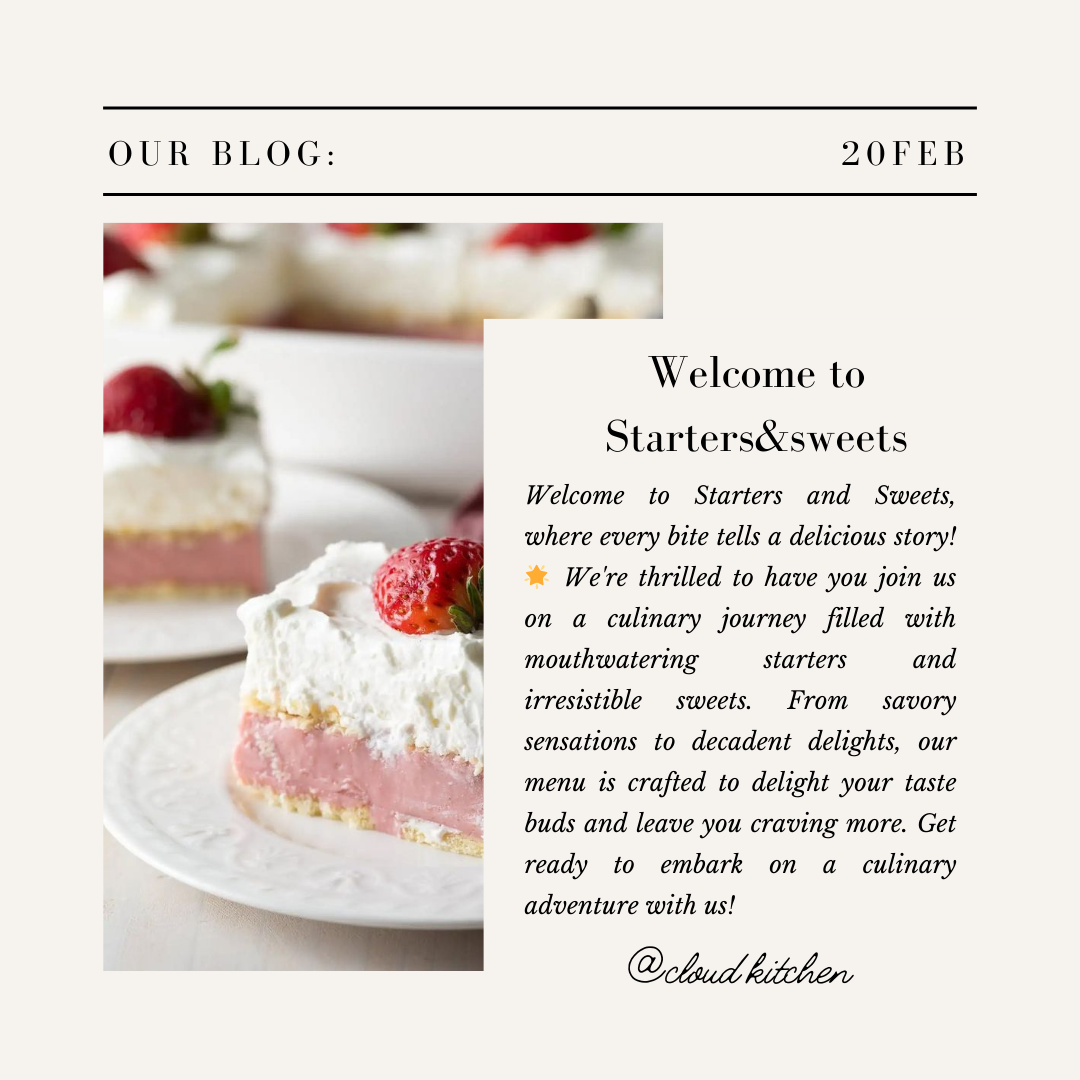 OUR BLOG:
20FEB
Welcome to
Starters&sweets
Welcome to Starters and Sweets,
where every bite tells a delicious story!
🌟 We're thrilled to have you join us
on a culinary journey filled with
mouthwatering starters and
irresistible sweets. From savory
sensations to decadent delights, our
menu is crafted to delight your taste
buds and leave you craving more. Get
ready to embark on a culinary
adventure with us!
@cloud kitchen